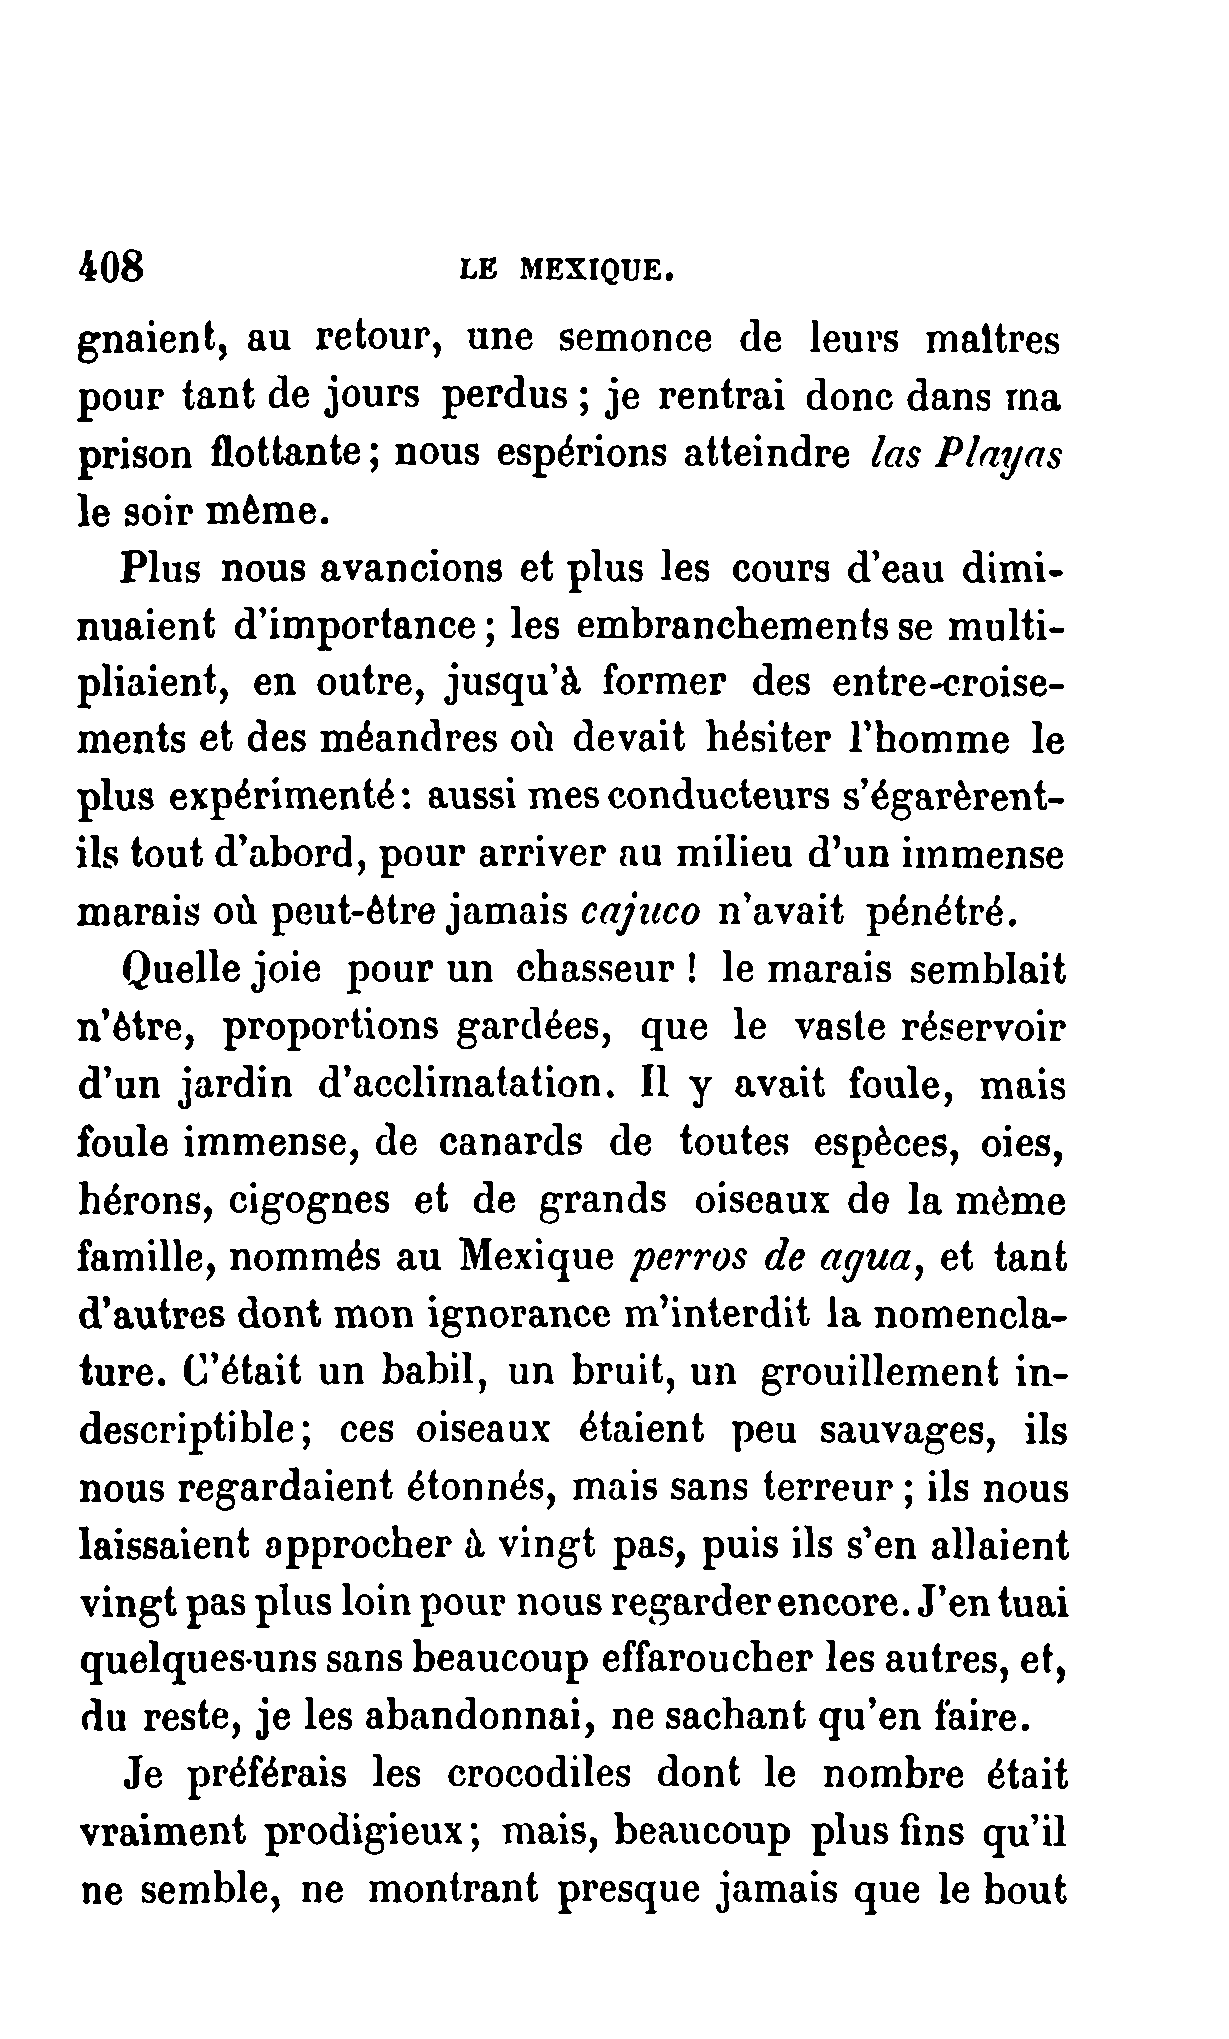 408 LE MEXIQUE.
gnaient, au retour, une semonce de leurs maîtres
pour tant de jours perdus ; je rentrai donc dans ma
prison flottante ; nous espérions atteindre las Playas
le soir même.
Plus nous avancions et plus les cours d'eau dimi-
nuaient d'importance ; les embranchements se multi-
pliaient, en outre, jusqu'à former des entre-croise-
ments et des méandres où devait hésiter l'homme le
plus expérimenté : aussi mes conducteurs s'égarèrent-
ils tout d'abord, pour arriver au milieu d'un immense
marais où peut-être jamais cajuco n'avait pénétré.
Quelle joie pour un chasseur ! le marais semblait
n'être, proportions gardées, que le vaste réservoir
d'un jardin d'acclimatation. Il y avait foule, mais
foule immense, de canards de toutes espèces, oies,
hérons, cigognes et de grands oiseaux de la même
famille, nommés au Mexique perros de agua, et tant
d'autres dont mon ignorance m'interdit la nomencla-
ture. C'était un babil, un bruit, un grouillement in-
descriptible ; ces oiseaux étaient peu sauvages, ils
nous regardaient étonnés, mais sans terreur ; ils nous
laissaient approcher à vingt pas, puis ils s'en allaient
vingt pas plus loin pour nous regarder encore. J'en tuai
quelques-uns sans beaucoup effaroucher les autres, et,
du reste, je les abandonnai, ne sachant qu'en faire.
Je préférais les crocodiles dont le nombre était
vraiment prodigieux ; mais, beaucoup plus fins qu'il
ne semble, ne montrant presque jamais que le bout